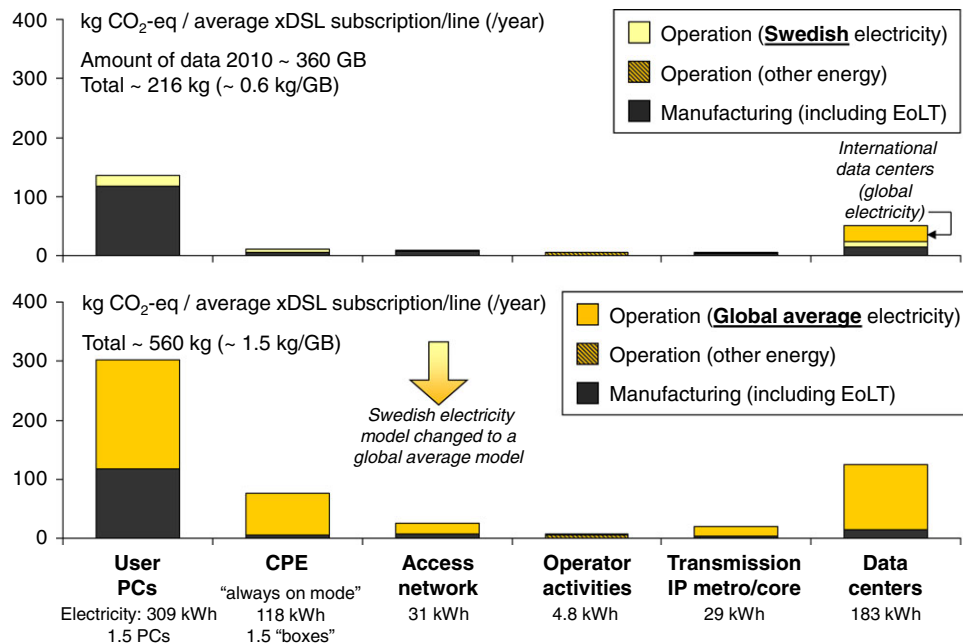 kg CO₂-eq / average xDSL subscription/line (/year)
400
Amount of data 2010 ~ 360 GB
Total ~ 216 kg (~ 0.6 kg/GB)
300
200
100
0
Operation (Swedish electricity)
Operation (other energy)
Manufacturing (including EoLT)
International
data centers
(global
electricity)
400
kg CO₂-eq / average xDSL subscription/line (/year)
Total ~ 560 kg (~ 1.5 kg/GB)
300
200
100
0
Operation (Global average electricity)
Operation (other energy)
Manufacturing (including EoLT)
Swedish electricity
model changed to a
global average model
User
PCs
Electricity: 309 kWh
1.5 PCs
CPE
“always on mode”
118 kWh
1.5 “boxes”
Access
network
31 kWh
Operator
activities
4.8 kWh
Transmission
IP metro/core
29 kWh
Data
centers
183 kWh